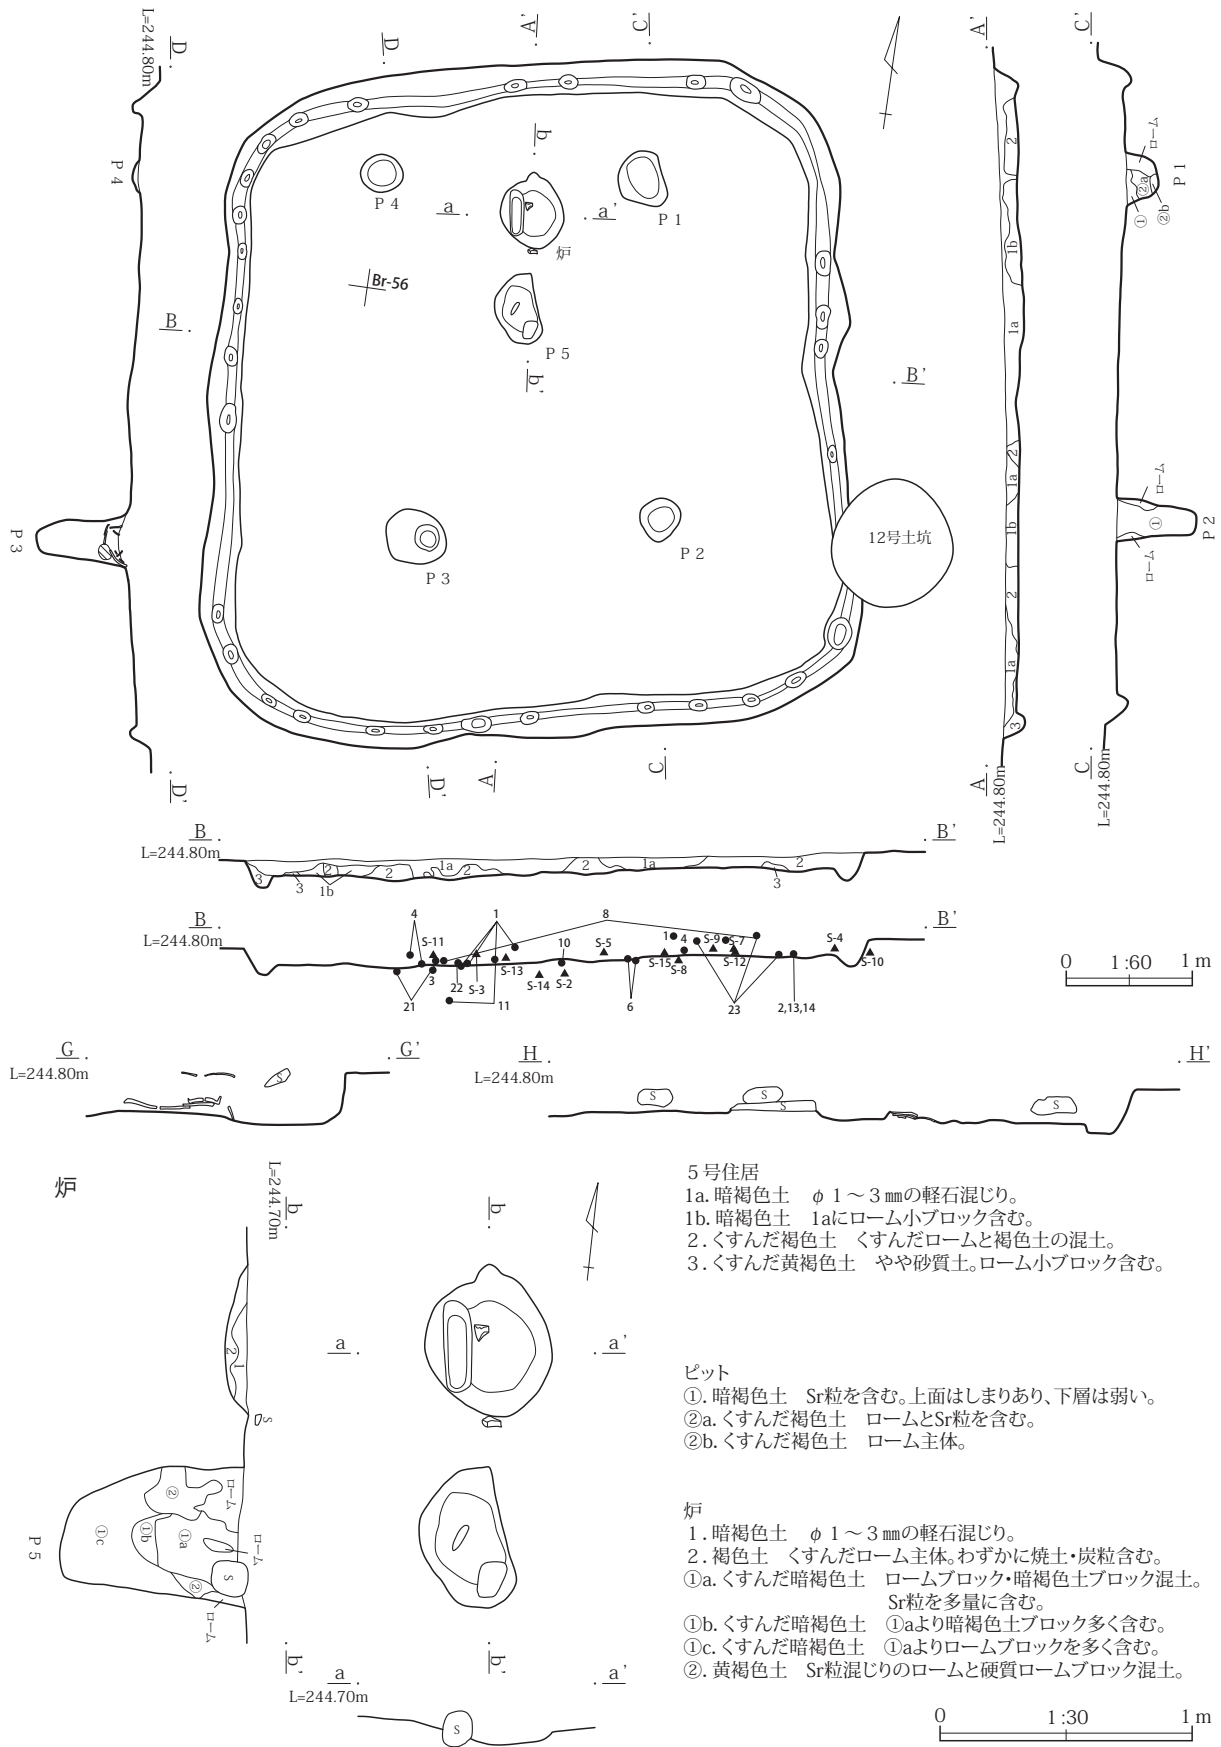 L=244.80m
D
D
A'
C'
A'
C'
P 4
P 4
b
a
a'
P 1
炉
Br-56
P 5
b'
B
B'
P 3
P 3
P 2
12号土坑
D'
D'
A
C
2
1b
1a
2
1a
1b
2
1a
3
A
L=244.80m
ローム
P 1
②a
①
②b
ローム
①
ローム
P 2
C
L=244.80m
B
B'
L=244.80m
3
3
2
1b
2
1a
2
2
1a
3
2
B
B'
L=244.80m
4
1
8
S-11
10
S-5
1
4
S-9
S-7
S-4
3
22
S-3
S-13
S-14
S-2
S-15
S-8
S-12
S-10
21
11
6
23
2,13,14
0
1:60
1 m
G
G'
L=244.80m
S
H
H'
L=244.80m
S
S
S
S
炉
L=244.70m
b
b
2
1
S
a
a'
P 5
①c
①b
①a
②
②
ローム
ローム
ローム
S
b'
b'
a
a'
L=244.70m
S
5号住居
1a. 暗褐色土　φ 1～3㎜の軽石混じり。
1b. 暗褐色土　1aにローム小ブロック含む。
2. くすんだ褐色土　くすんだロームと褐色土の混土。
3. くすんだ黄褐色土　やや砂質土。ローム小ブロック含む。
ピット
①. 暗褐色土　Sr粒を含む。上面はしまりあり、下層は弱い。
②a. くすんだ褐色土　ロームとSr粒を含む。
②b. くすんだ褐色土　ローム主体。
炉
1. 暗褐色土　φ 1～3㎜の軽石混じり。
2. 褐色土　くすんだローム主体。わずかに焼土・炭粒含む。
①a. くすんだ暗褐色土　ロームブロック・暗褐色土ブロック混土。
Sr粒を多量に含む。
①b. くすんだ暗褐色土　①aより暗褐色土ブロック多く含む。
①c. くすんだ暗褐色土　①aよりロームブロックを多く含む。
②. 黄褐色土　Sr粒混じりのロームと硬質ロームブロック混土。
0
1:30
1 m